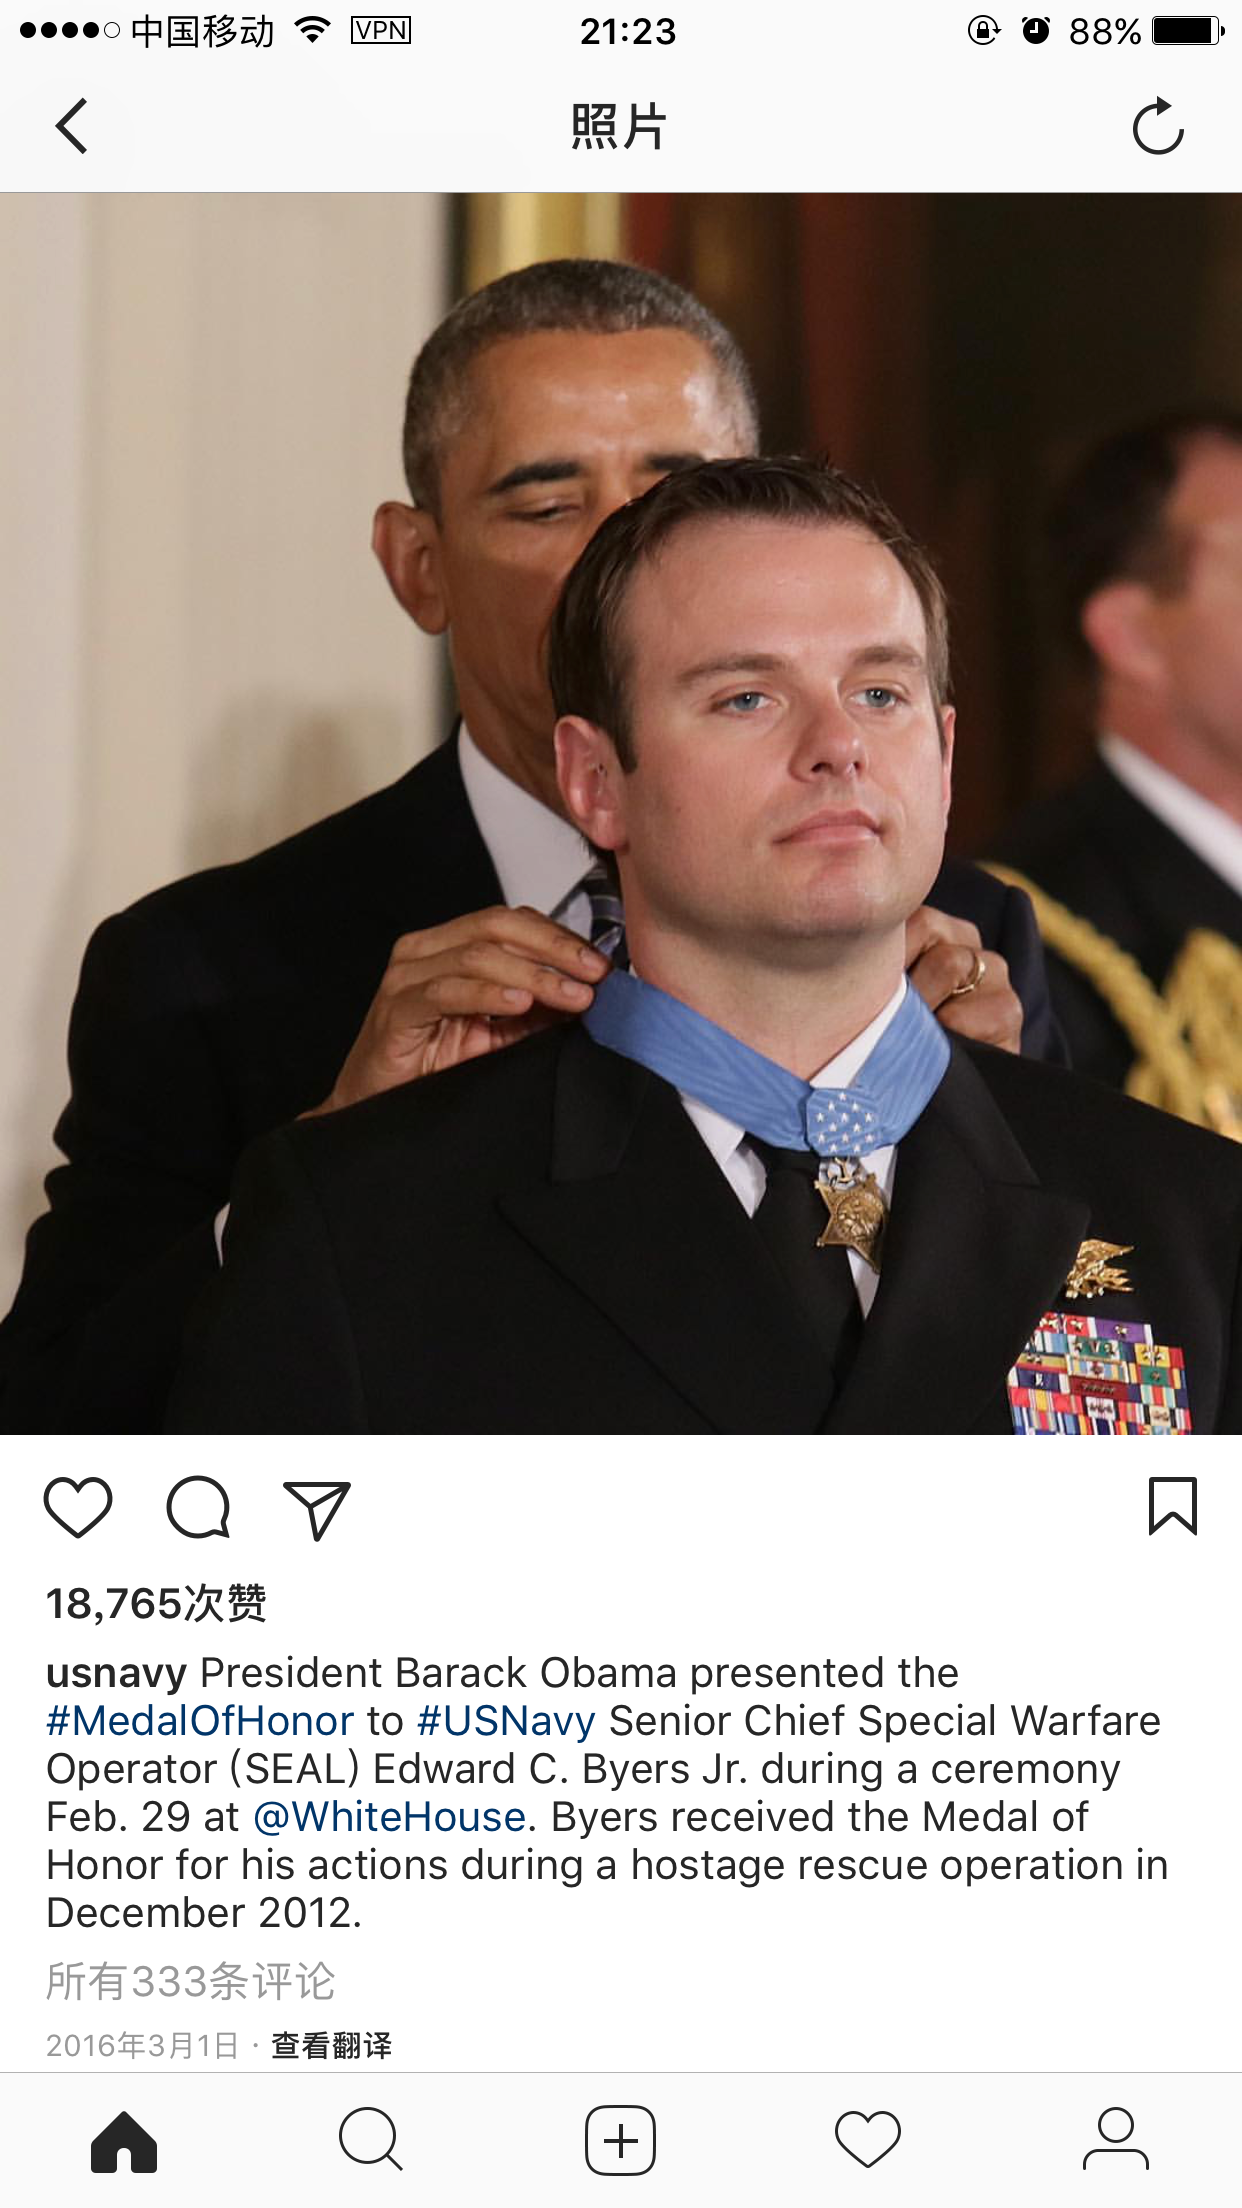 中国移动 VPN 21:23 88%
照片
18,765次赞
usnavy President Barack Obama presented the
#MedalOfHonor to #USNavy Senior Chief Special Warfare
Operator (SEAL) Edward C. Byers Jr. during a ceremony
Feb. 29 at @WhiteHouse. Byers received the Medal of
Honor for his actions during a hostage rescue operation in
December 2012.
所有333条评论
2016年3月1日 · 查看翻译